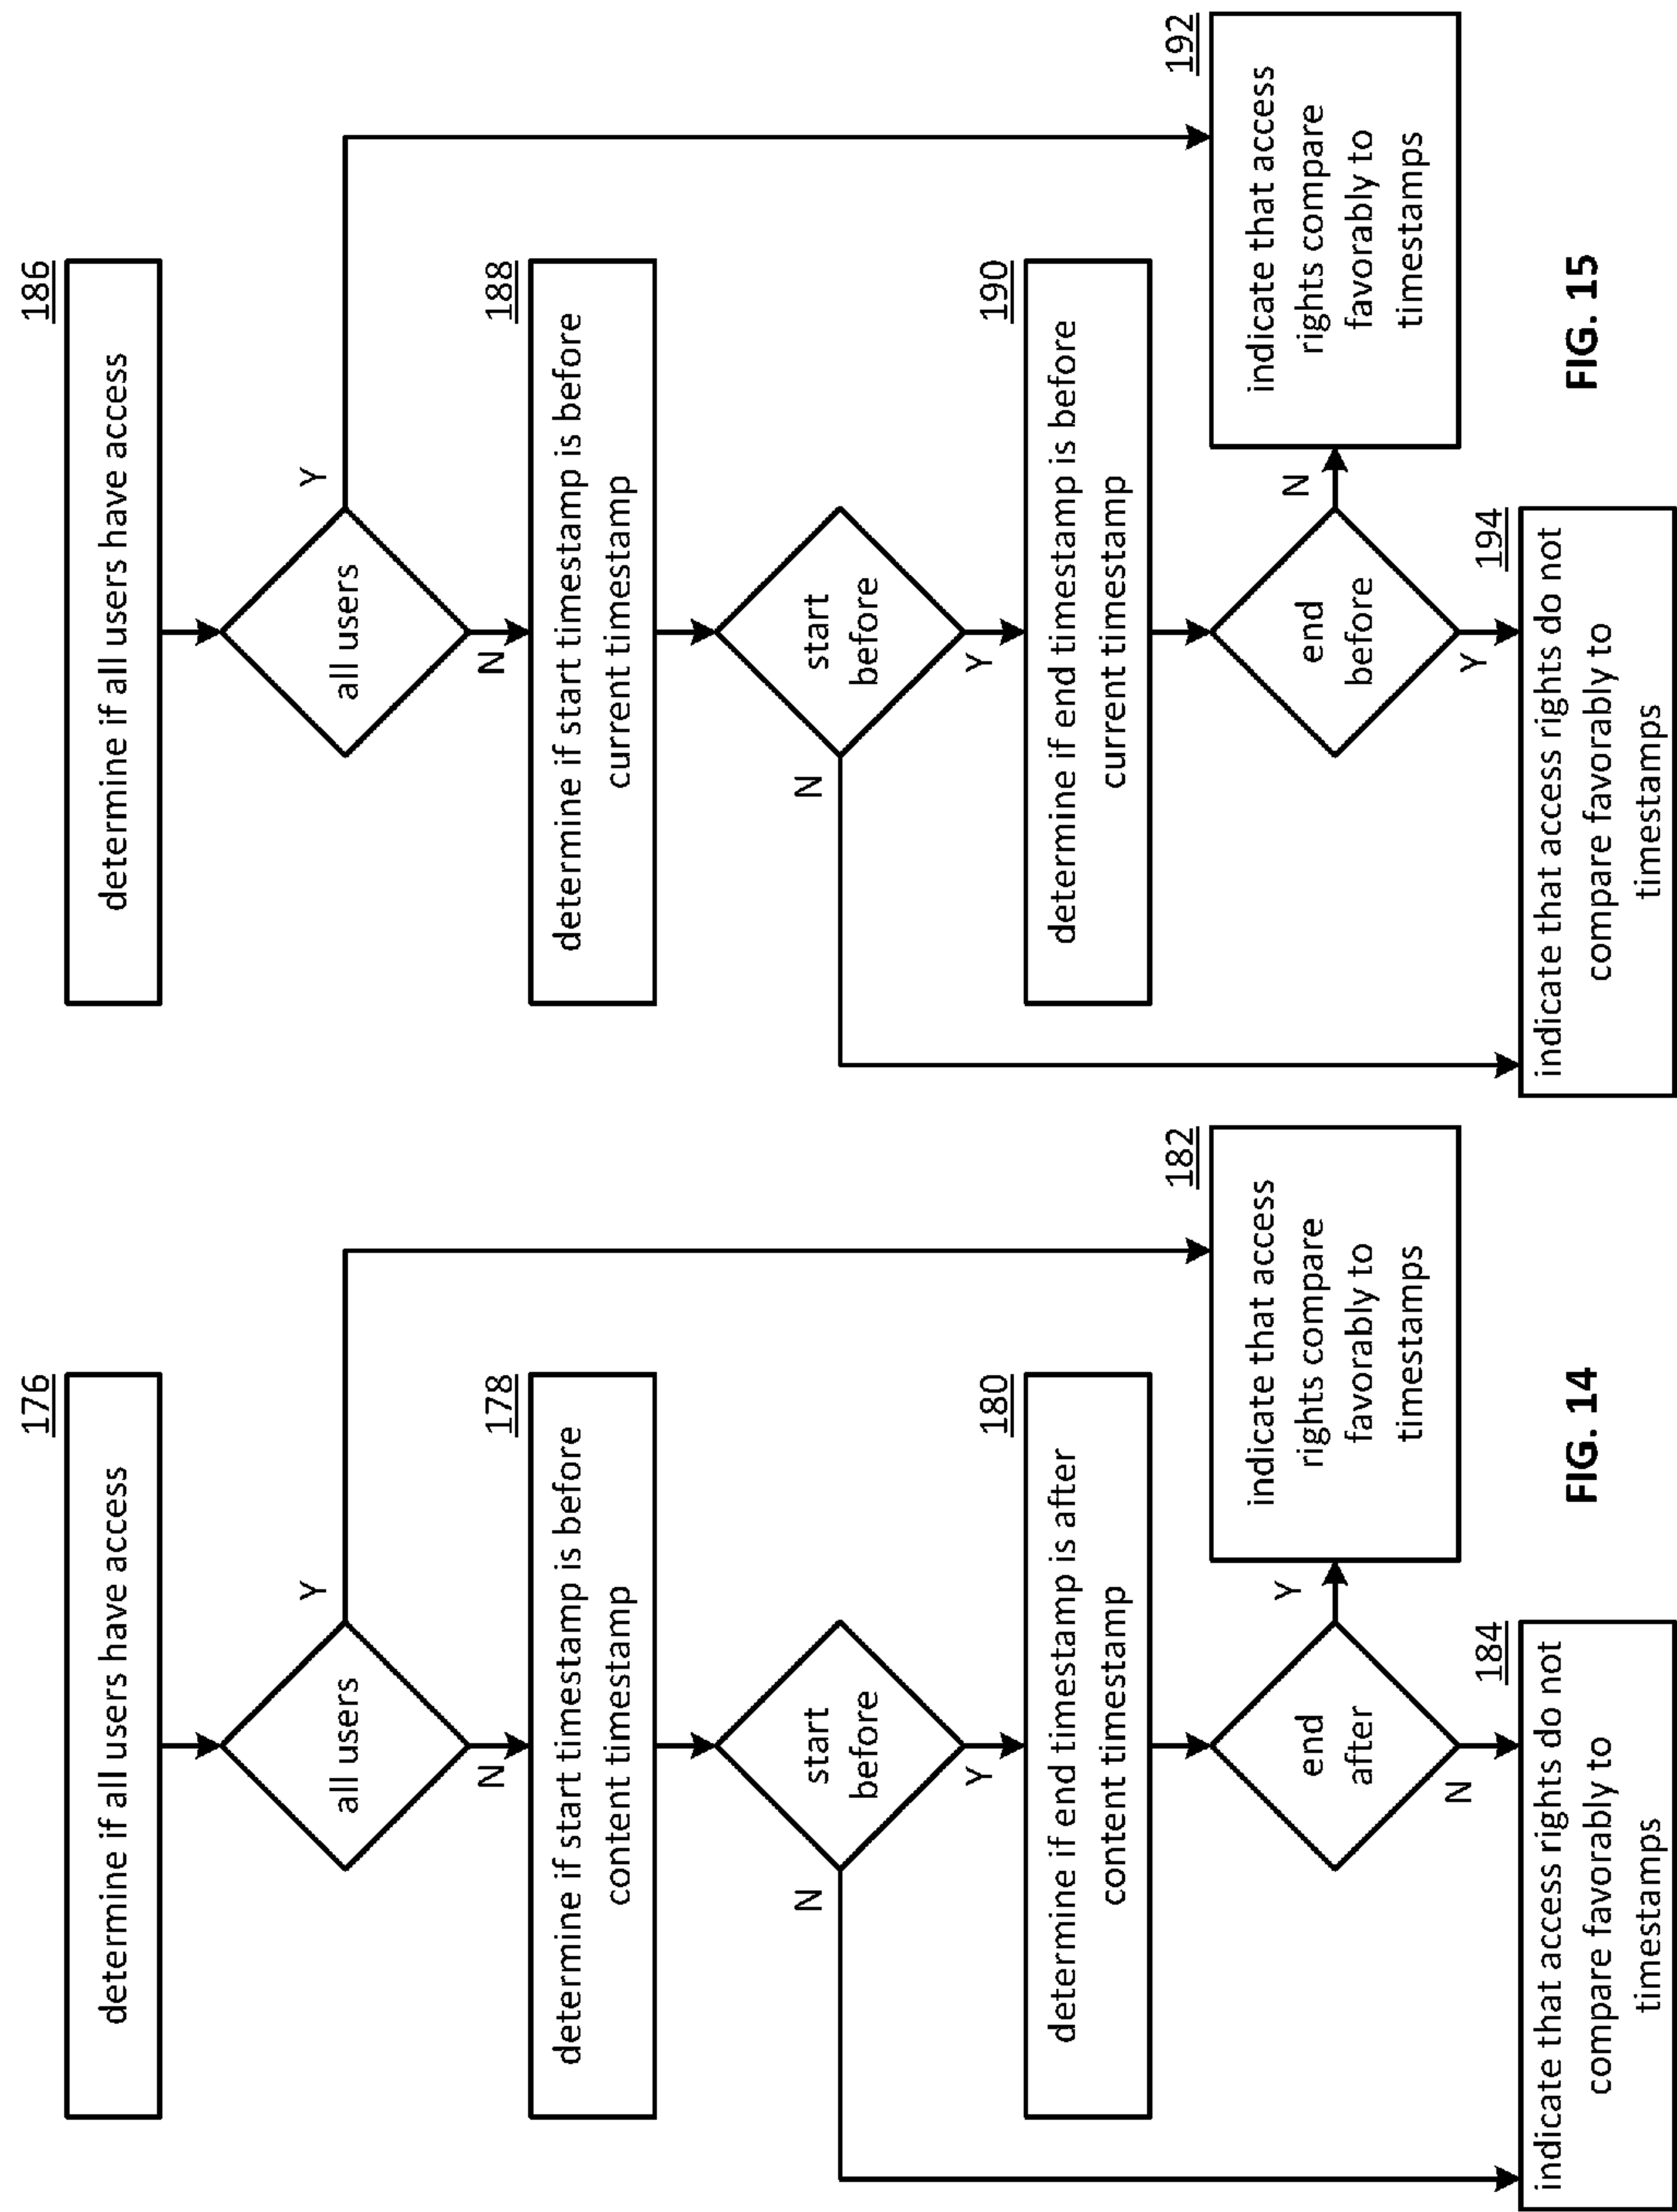 176
determine if all users have access
all users
Y
N
178
determine if start timestamp is before
content timestamp
start
before
N
Y
180
determine if end timestamp is after
content timestamp
end
after
Y
N
182
indicate that access
rights compare
favorably to
timestamps
184
indicate that access rights do not
compare favorably to
timestamps
FIG. 14
186
determine if all users have access
all users
Y
N
188
determine if start timestamp is before
current timestamp
start
before
N
Y
190
determine if end timestamp is before
current timestamp
end
before
N
Y
192
indicate that access
rights compare
favorably to
timestamps
194
indicate that access rights do not
compare favorably to
timestamps
FIG. 15